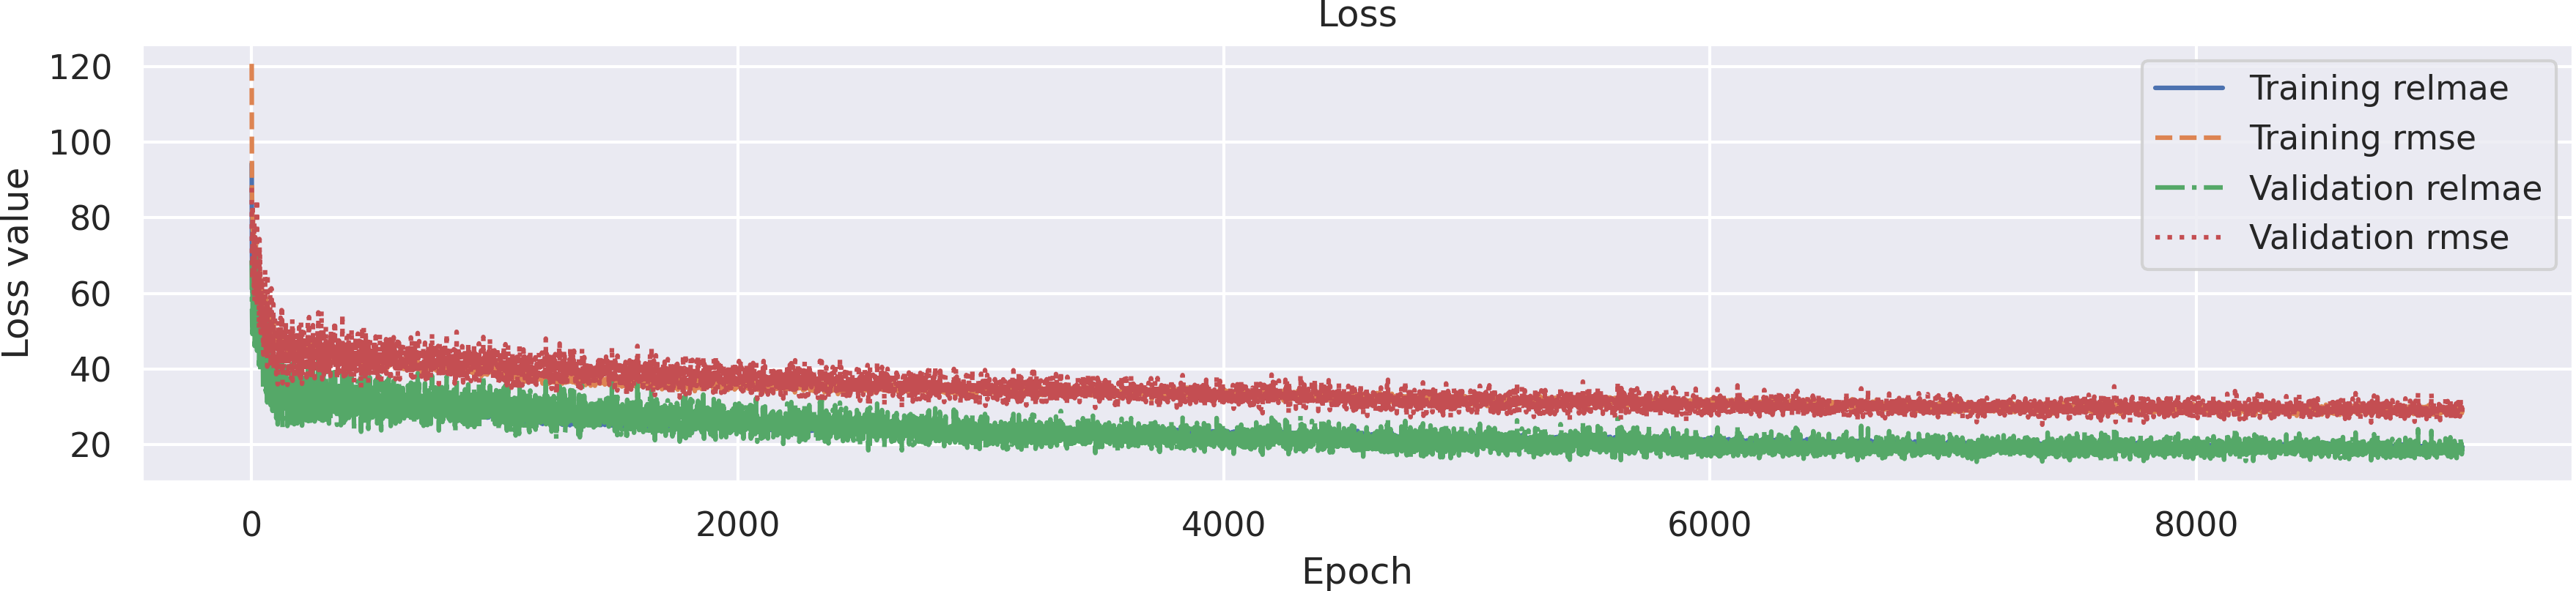 Loss
120
100
80
60
40
20
Loss value
0 2000 4000 6000 8000
Epoch
Training relmae
Training rmse
Validation relmae
Validation rmse